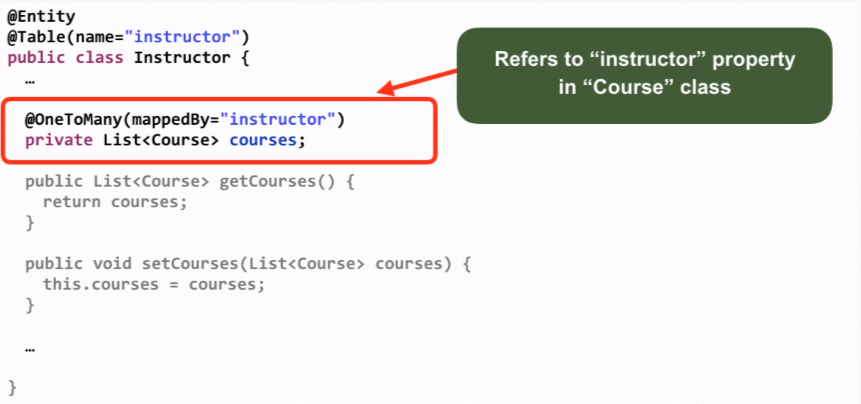 @Entity
@Table(name="instructor")
public class Instructor {
…
@OneToMany(mappedBy="instructor")
private List<Course> courses;
public List<Course> getCourses() {
return courses;
}
public void setCourses(List<Course> courses) {
this.courses = courses;
}
…
}
Refers to “instructor” property
in “Course” class